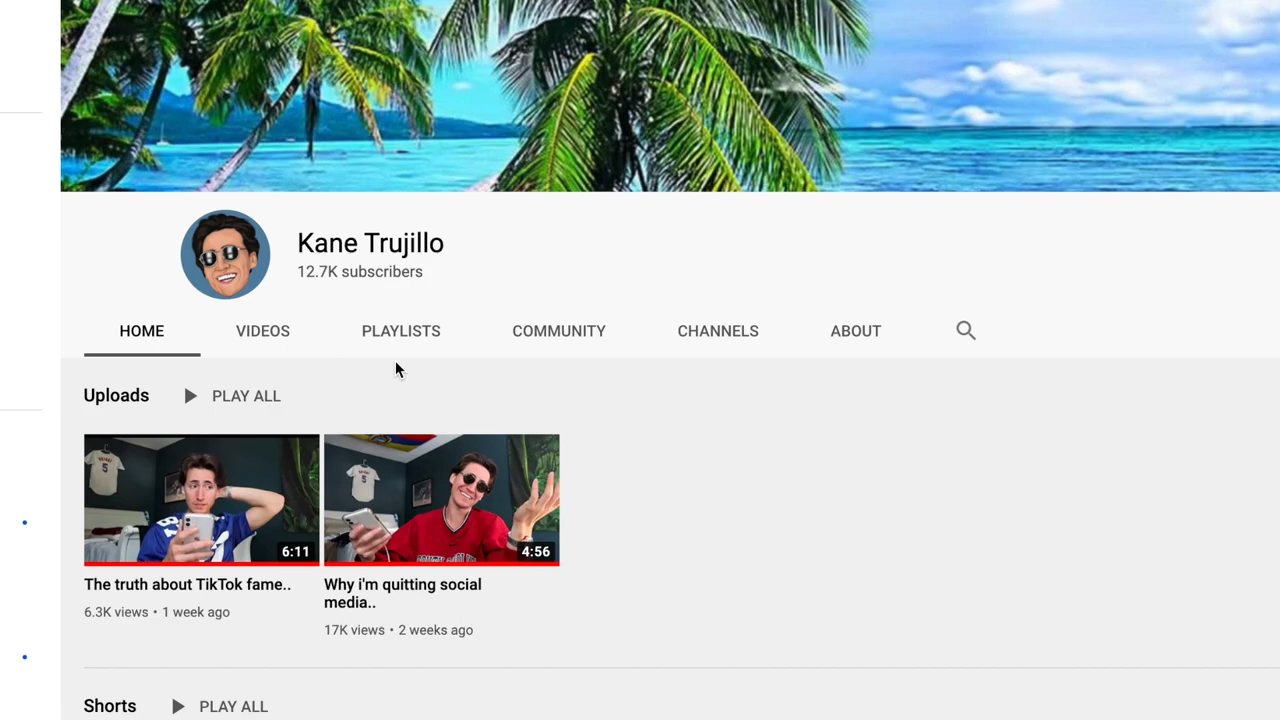 Kane Trujillo
12.7K subscribers
HOME VIDEOS PLAYLISTS COMMUNITY CHANNELS ABOUT
Uploads PLAY ALL
5
5
6:11
4:56
The truth about TikTok fame..
6.3K views • 1 week ago
Why i'm quitting social
media..
17K views • 2 weeks ago
Shorts PLAY ALL